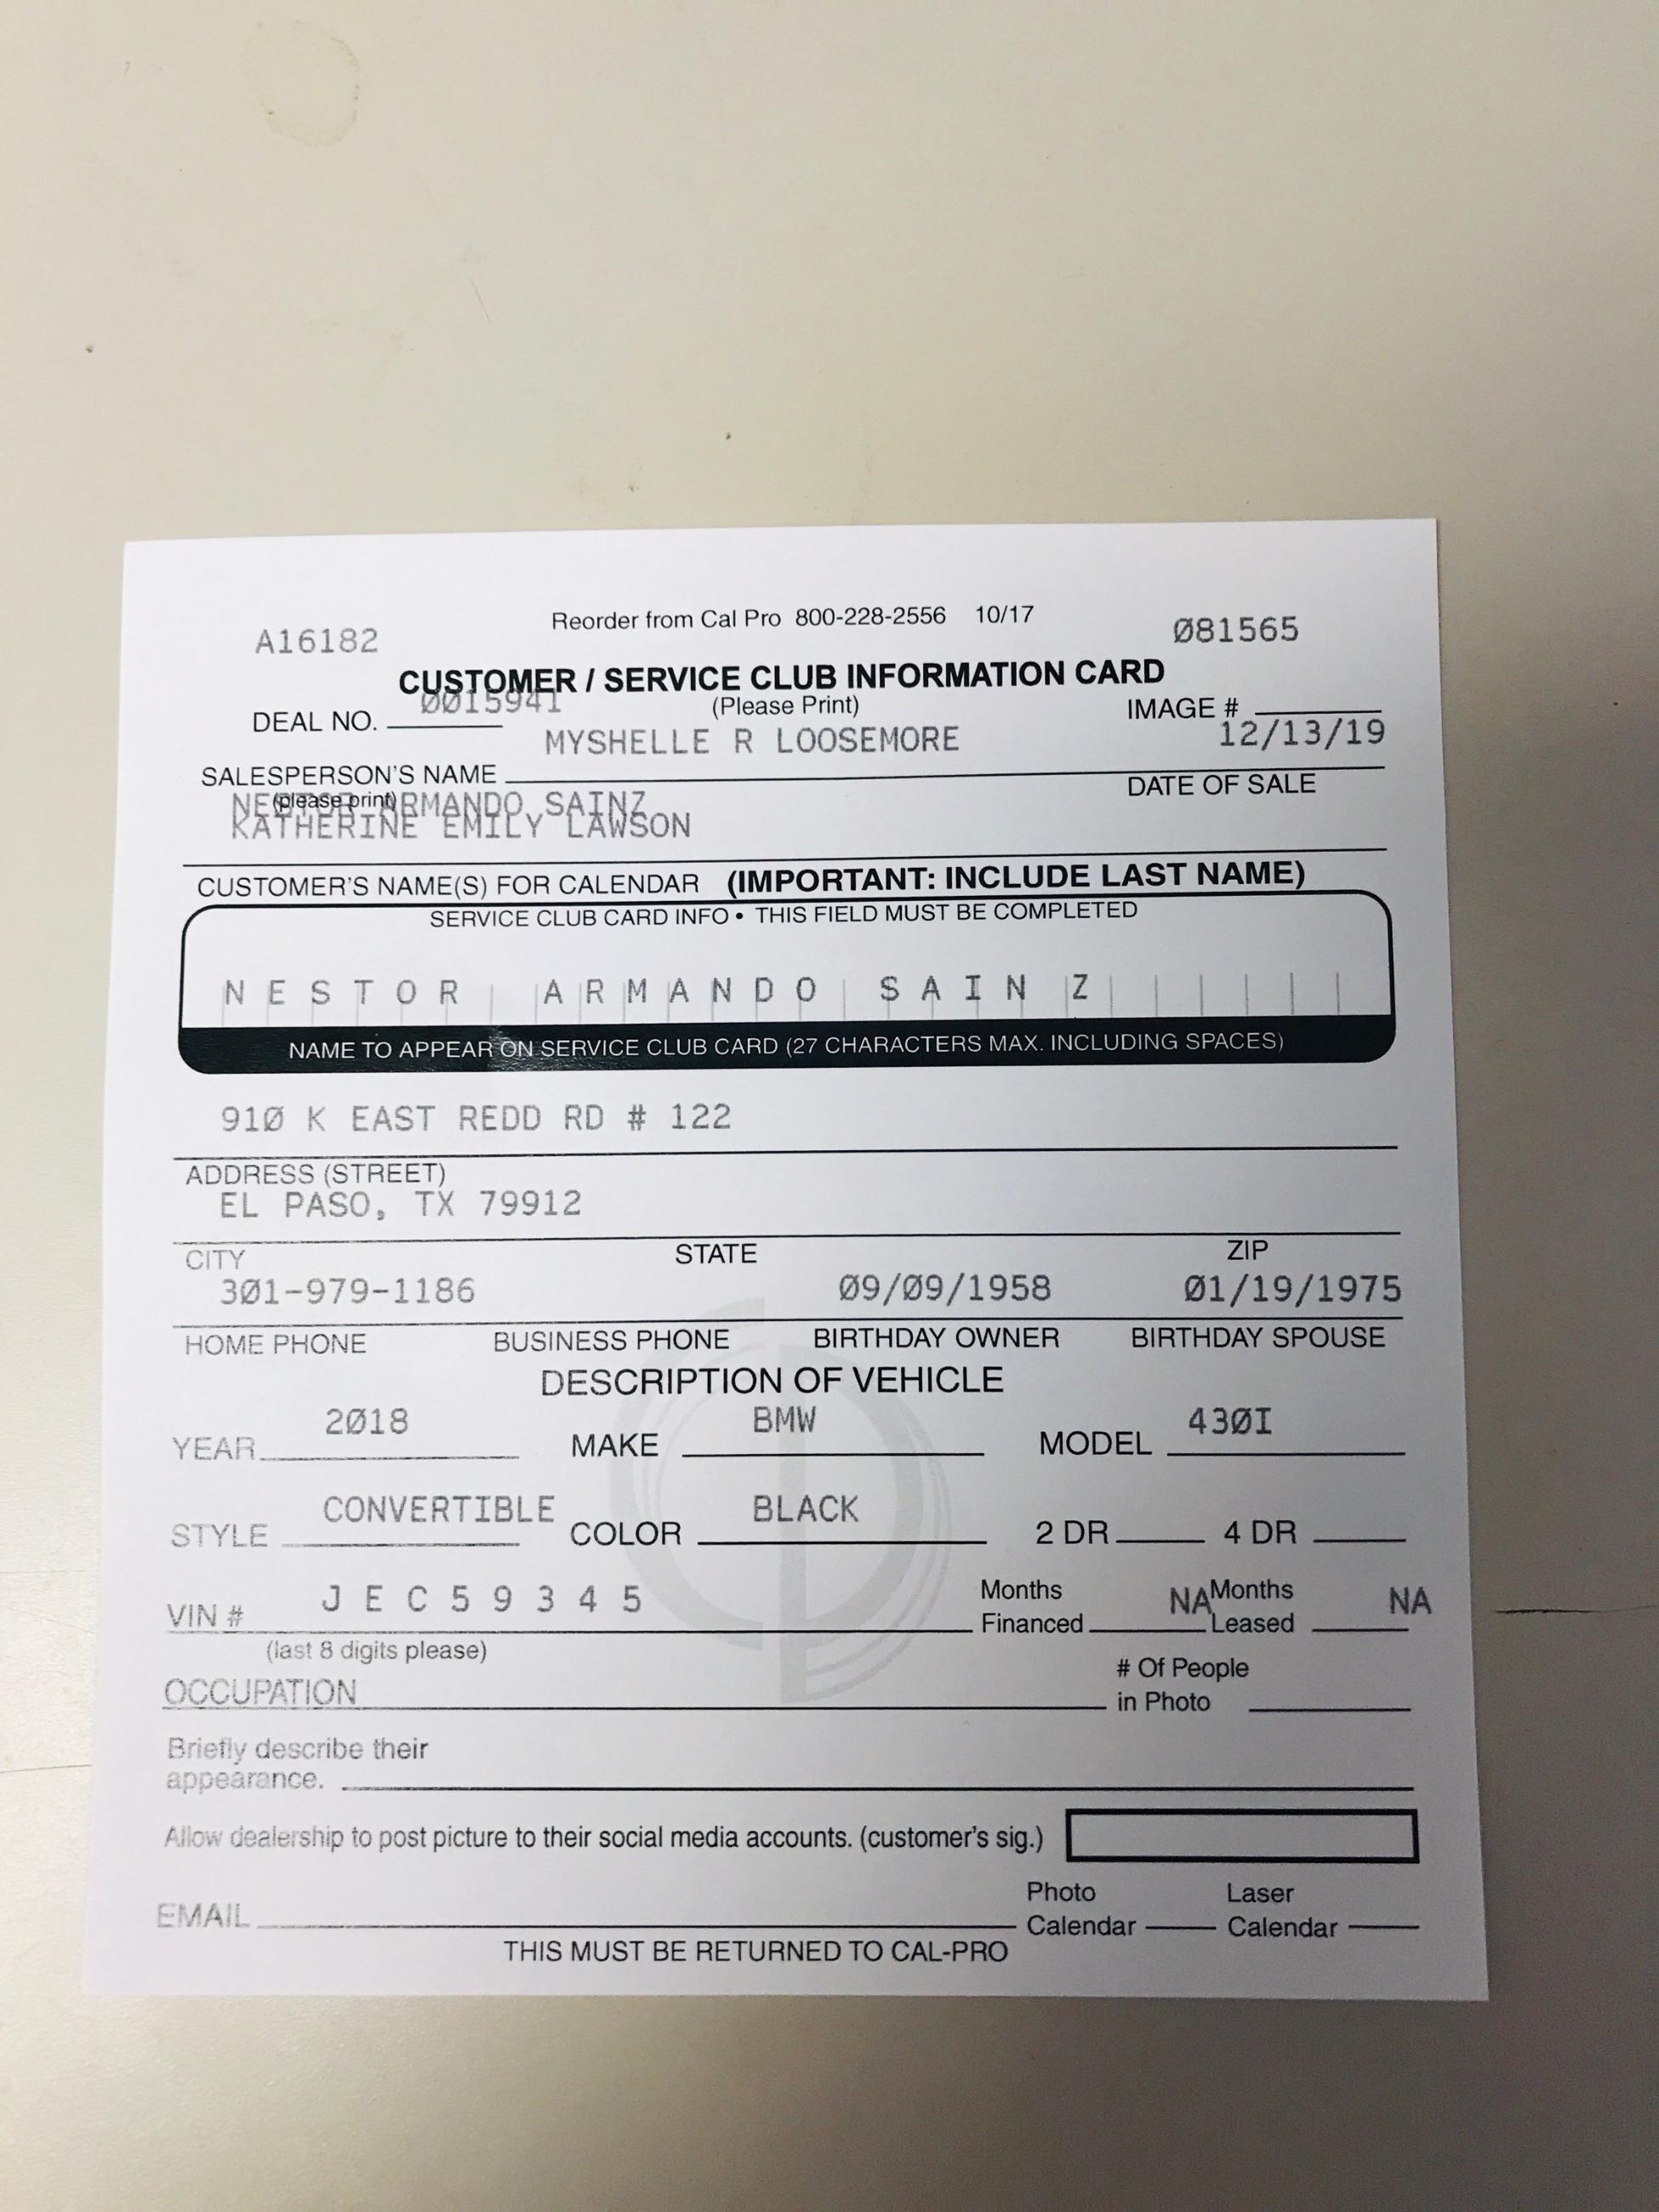 Reorder from Cal Pro 800-228-2556 10/17
A16182 Ø81565
CUSTOMER / SERVICE CLUB INFORMATION CARD
ØØ15941
(Please Print)
DEAL NO. IMAGE #
MYSHELLE R LOOSEMORE 12/13/19
SALESPERSON'S NAME DATE OF SALE
(please print)
NESTOR ARMANDO SAINZ
KATHERINE EMILY LAWSON
CUSTOMER'S NAME(S) FOR CALENDAR (IMPORTANT: INCLUDE LAST NAME)
SERVICE CLUB CARD INFO • THIS FIELD MUST BE COMPLETED
NESTOR ARMANDO SAINZ
NAME TO APPEAR ON SERVICE CLUB CARD (27 CHARACTERS MAX. INCLUDING SPACES)
91Ø K EAST REDD RD # 122
ADDRESS (STREET)
EL PASO, TX 79912
CITY STATE ZIP
3Ø1-979-1186 Ø9/Ø9/1958 Ø1/19/1975
HOME PHONE BUSINESS PHONE BIRTHDAY OWNER BIRTHDAY SPOUSE
DESCRIPTION OF VEHICLE
2Ø18 BMW 43ØI
YEAR MAKE MODEL
CONVERTIBLE BLACK
STYLE COLOR 2 DR 4 DR
JEC59345 Months NA Months NA
VIN # Financed Leased
(last 8 digits please)
# Of People
OCCUPATION in Photo
Briefly describe their
appearance.
Allow dealership to post picture to their social media accounts. (customer's sig.)
Photo Laser
EMAIL Calendar Calendar
THIS MUST BE RETURNED TO CAL-PRO